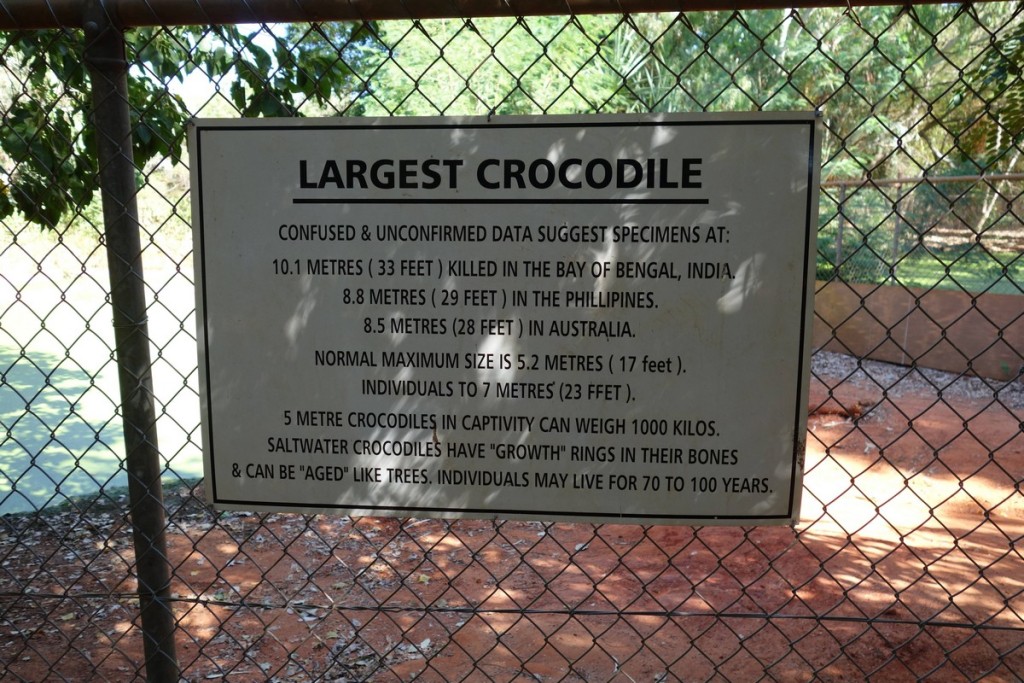 LARGEST CROCODILE
CONFUSED & UNCONFIRMED DATA SUGGEST SPECIMENS AT:
10.1 METRES ( 33 FEET ) KILLED IN THE BAY OF BENGAL, INDIA.
8.8 METRES ( 29 FEET ) IN THE PHILLIPINES.
8.5 METRES (28 FEET ) IN AUSTRALIA.
NORMAL MAXIMUM SIZE IS 5.2 METRES ( 17 feet ).
INDIVIDUALS TO 7 METRES (23 FFET ).
5 METRE CROCODILES IN CAPTIVITY CAN WEIGH 1000 KILOS.
SALTWATER CROCODILES HAVE "GROWTH" RINGS IN THEIR BONES
& CAN BE "AGED" LIKE TREES. INDIVIDUALS MAY LIVE FOR 70 TO 100 YEARS.